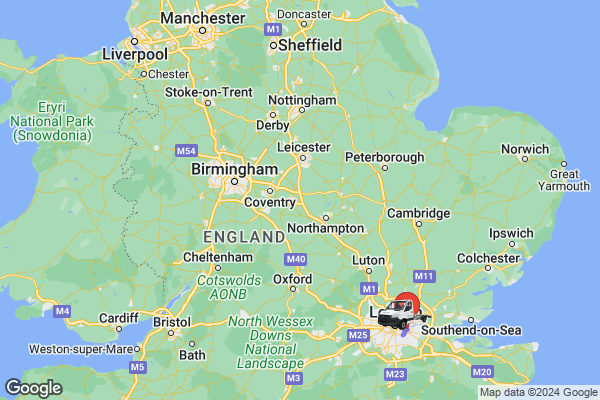 Doncaster
Manchester
M1
Liverpool
Sheffield
Chester
Stoke-on-Trent
Eryri
National Park
(Snowdonia)
Nottingham
Derby
Leicester
M54
Peterborough
Norwich
Birmingham
Great
Yarmouth
Coventry
Cambridge
Northampton
ENGLAND
Ipswich
M40
Cheltenham
Luton
Colchester
M11
Cotswolds
AONB
Oxford
M1
M4
Cardiff
Bristol
North Wessex
Downs
National
Landscape
M25
Southend-on-Sea
Weston-super-Mare
Bath
M5
M3
M23
M20
Google
Map data ©2024 Google